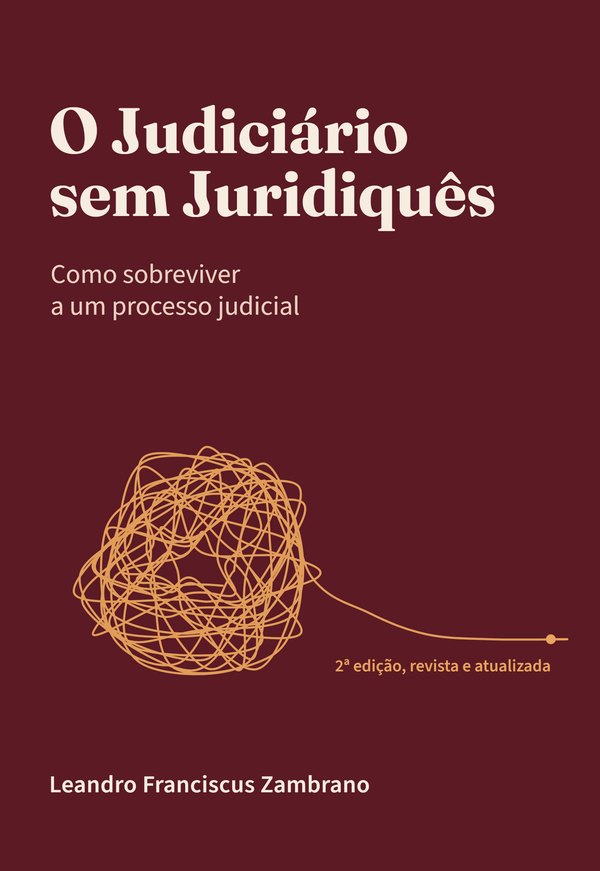 O Judiciário
sem Juridiquês
Como sobreviver
a um processo judicial
2ª edição, revista e atualizada
Leandro Franciscus Zambrano